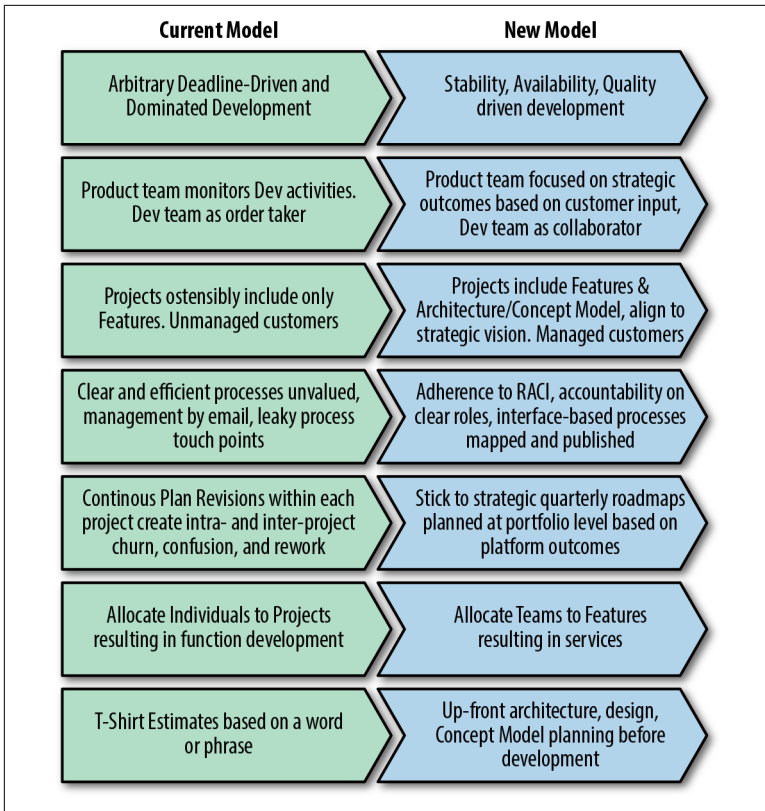 Current Model
New Model
Arbitrary Deadline-Driven and
Dominated Development
Stability, Availability, Quality
driven development
Product team monitors Dev activities.
Dev team as order taker
Product team focused on strategic
outcomes based on customer input,
Dev team as collaborator
Projects ostensibly include only
Features. Unmanaged customers
Projects include Features &
Architecture/Concept Model, align to
strategic vision. Managed customers
Clear and efficient processes unvalued,
management by email, leaky process
touch points
Adherence to RACI, accountability on
clear roles, interface-based processes
mapped and published
Continous Plan Revisions within each
project create intra- and inter-project
churn, confusion, and rework
Stick to strategic quarterly roadmaps
planned at portfolio level based on
platform outcomes
Allocate Individuals to Projects
resulting in function development
Allocate Teams to Features
resulting in services
T-Shirt Estimates based on a word
or phrase
Up-front architecture, design,
Concept Model planning before
development